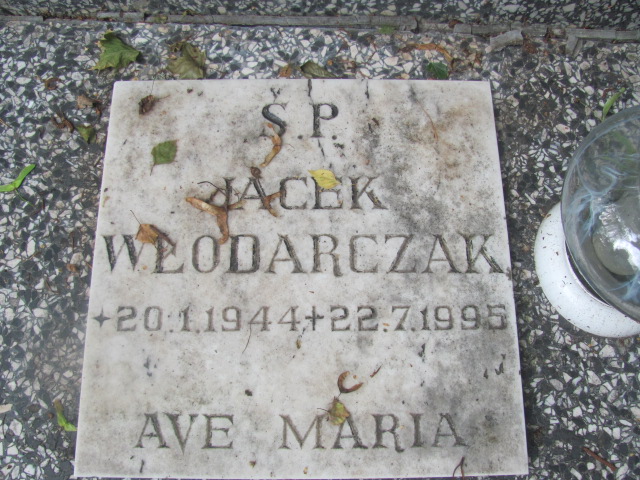 Ś.P.
JACEK
WŁODARCZAK
+20.1.1944+22.7.1995
AVE MARIA